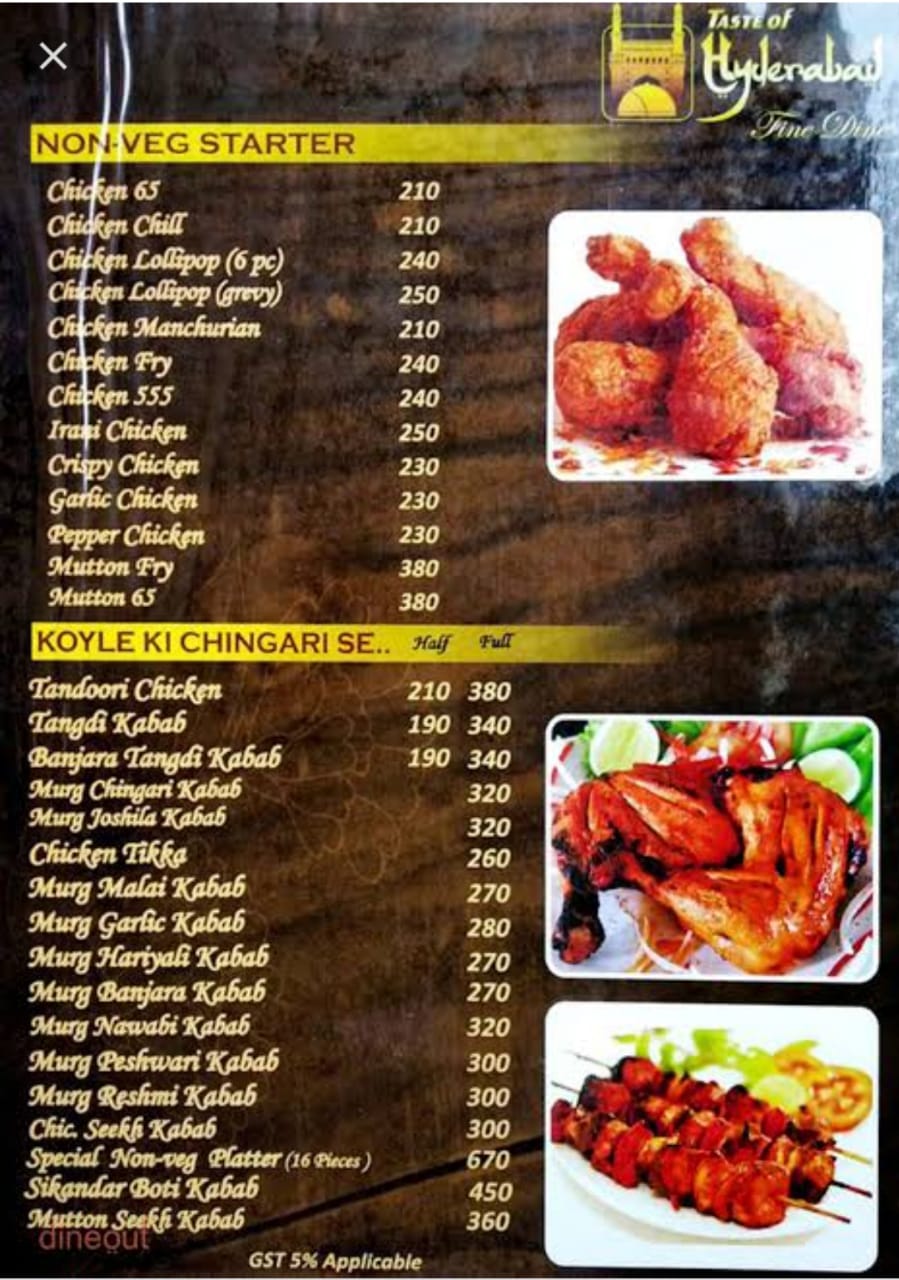 TASTE OF
Hyderabad
Fine Dine
NON-VEG STARTER
Chicken 65 210
Chicken Chill 210
Chicken Lollipop (6 pc) 240
Chicken Lollipop (grevy) 250
Chicken Manchurian 210
Chicken Fry 240
Chicken 555 240
Irani Chicken 250
Crispy Chicken 230
Garlic Chicken 230
Pepper Chicken 230
Mutton Fry 380
Mutton 65 380
KOYLE KI CHINGARI SE.. Half Full
Tandoori Chicken 210 380
Tangdi Kabab 190 340
Banjara Tangdi Kabab 190 340
Murg Chingari Kabab 320
Murg Joshila Kabab 320
Chicken Tikka 260
Murg Malai Kabab 270
Murg Garlic Kabab 280
Murg Hariyali Kabab 270
Murg Banjara Kabab 270
Murg Nawabi Kabab 320
Murg Peshwari Kabab 300
Murg Reshmi Kabab 300
Chic. Seekh Kabab 300
Special Non-veg Platter (16 Pieces) 670
Sikandar Boti Kabab 450
Mutton Seekh Kabab 360
dineout
GST 5% Applicable